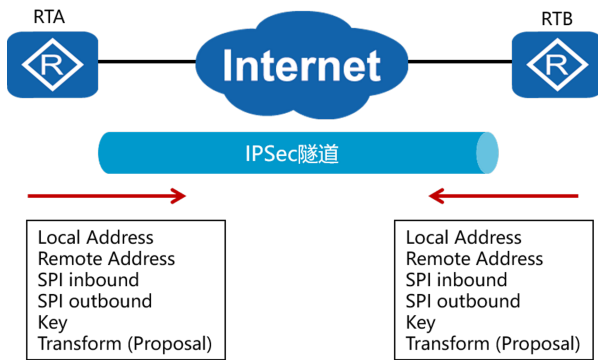 RTA
RTB
R
Internet
R
IPSec隧道
Local Address
Remote Address
SPI inbound
SPI outbound
Key
Transform (Proposal)
Local Address
Remote Address
SPI inbound
SPI outbound
Key
Transform (Proposal)